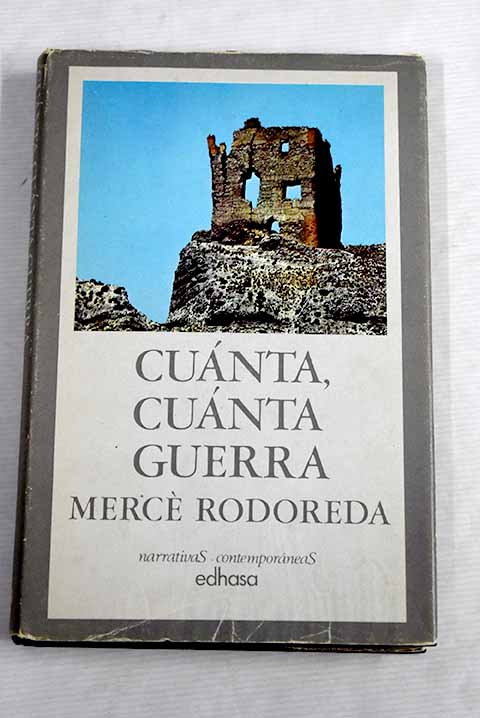 CUÁNTA,
CUÁNTA
GUERRA
MERCÈ RODOREDA
narrativaS - contemporáneaS
edhasa